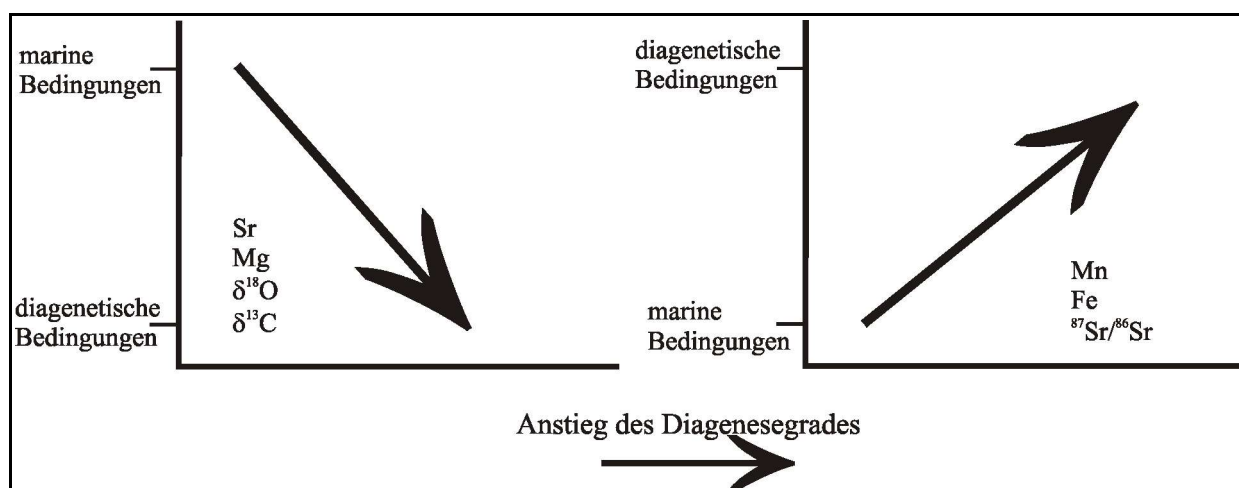 marine
Bedingungen
Sr
Mg
δ¹⁸O
δ¹³C
diagenetische
Bedingungen
diagenetische
Bedingungen
Mn
Fe
⁸⁷Sr/⁸⁶Sr
marine
Bedingungen
Anstieg des Diagenesegrades